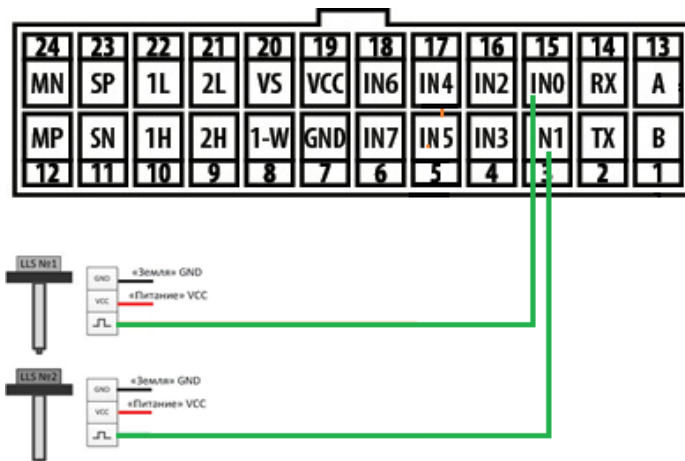 24 23 22 21 20 19 18 17 16 15 14 13
MN SP 1L 2L VS VCC IN6 IN4 IN2 IN0 RX A
MP SN 1H 2H 1-W GND IN7 IN5 IN3 N1 TX B
12 11 10 9 8 7 6 5 4 3 2 1
LLS №1
GND «Земля» GND
VCC «Питание» VCC
LLS №2
GND «Земля» GND
VCC «Питание» VCC